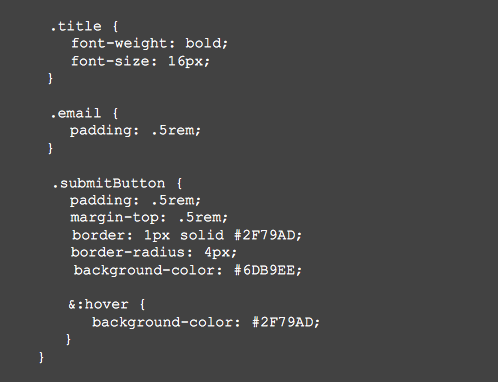 .title {
font-weight: bold;
font-size: 16px;
}
.email {
padding: .5rem;
}
.submitButton {
padding: .5rem;
margin-top: .5rem;
border: 1px solid #2F79AD;
border-radius: 4px;
background-color: #6DB9EE;
&:hover {
background-color: #2F79AD;
}
}